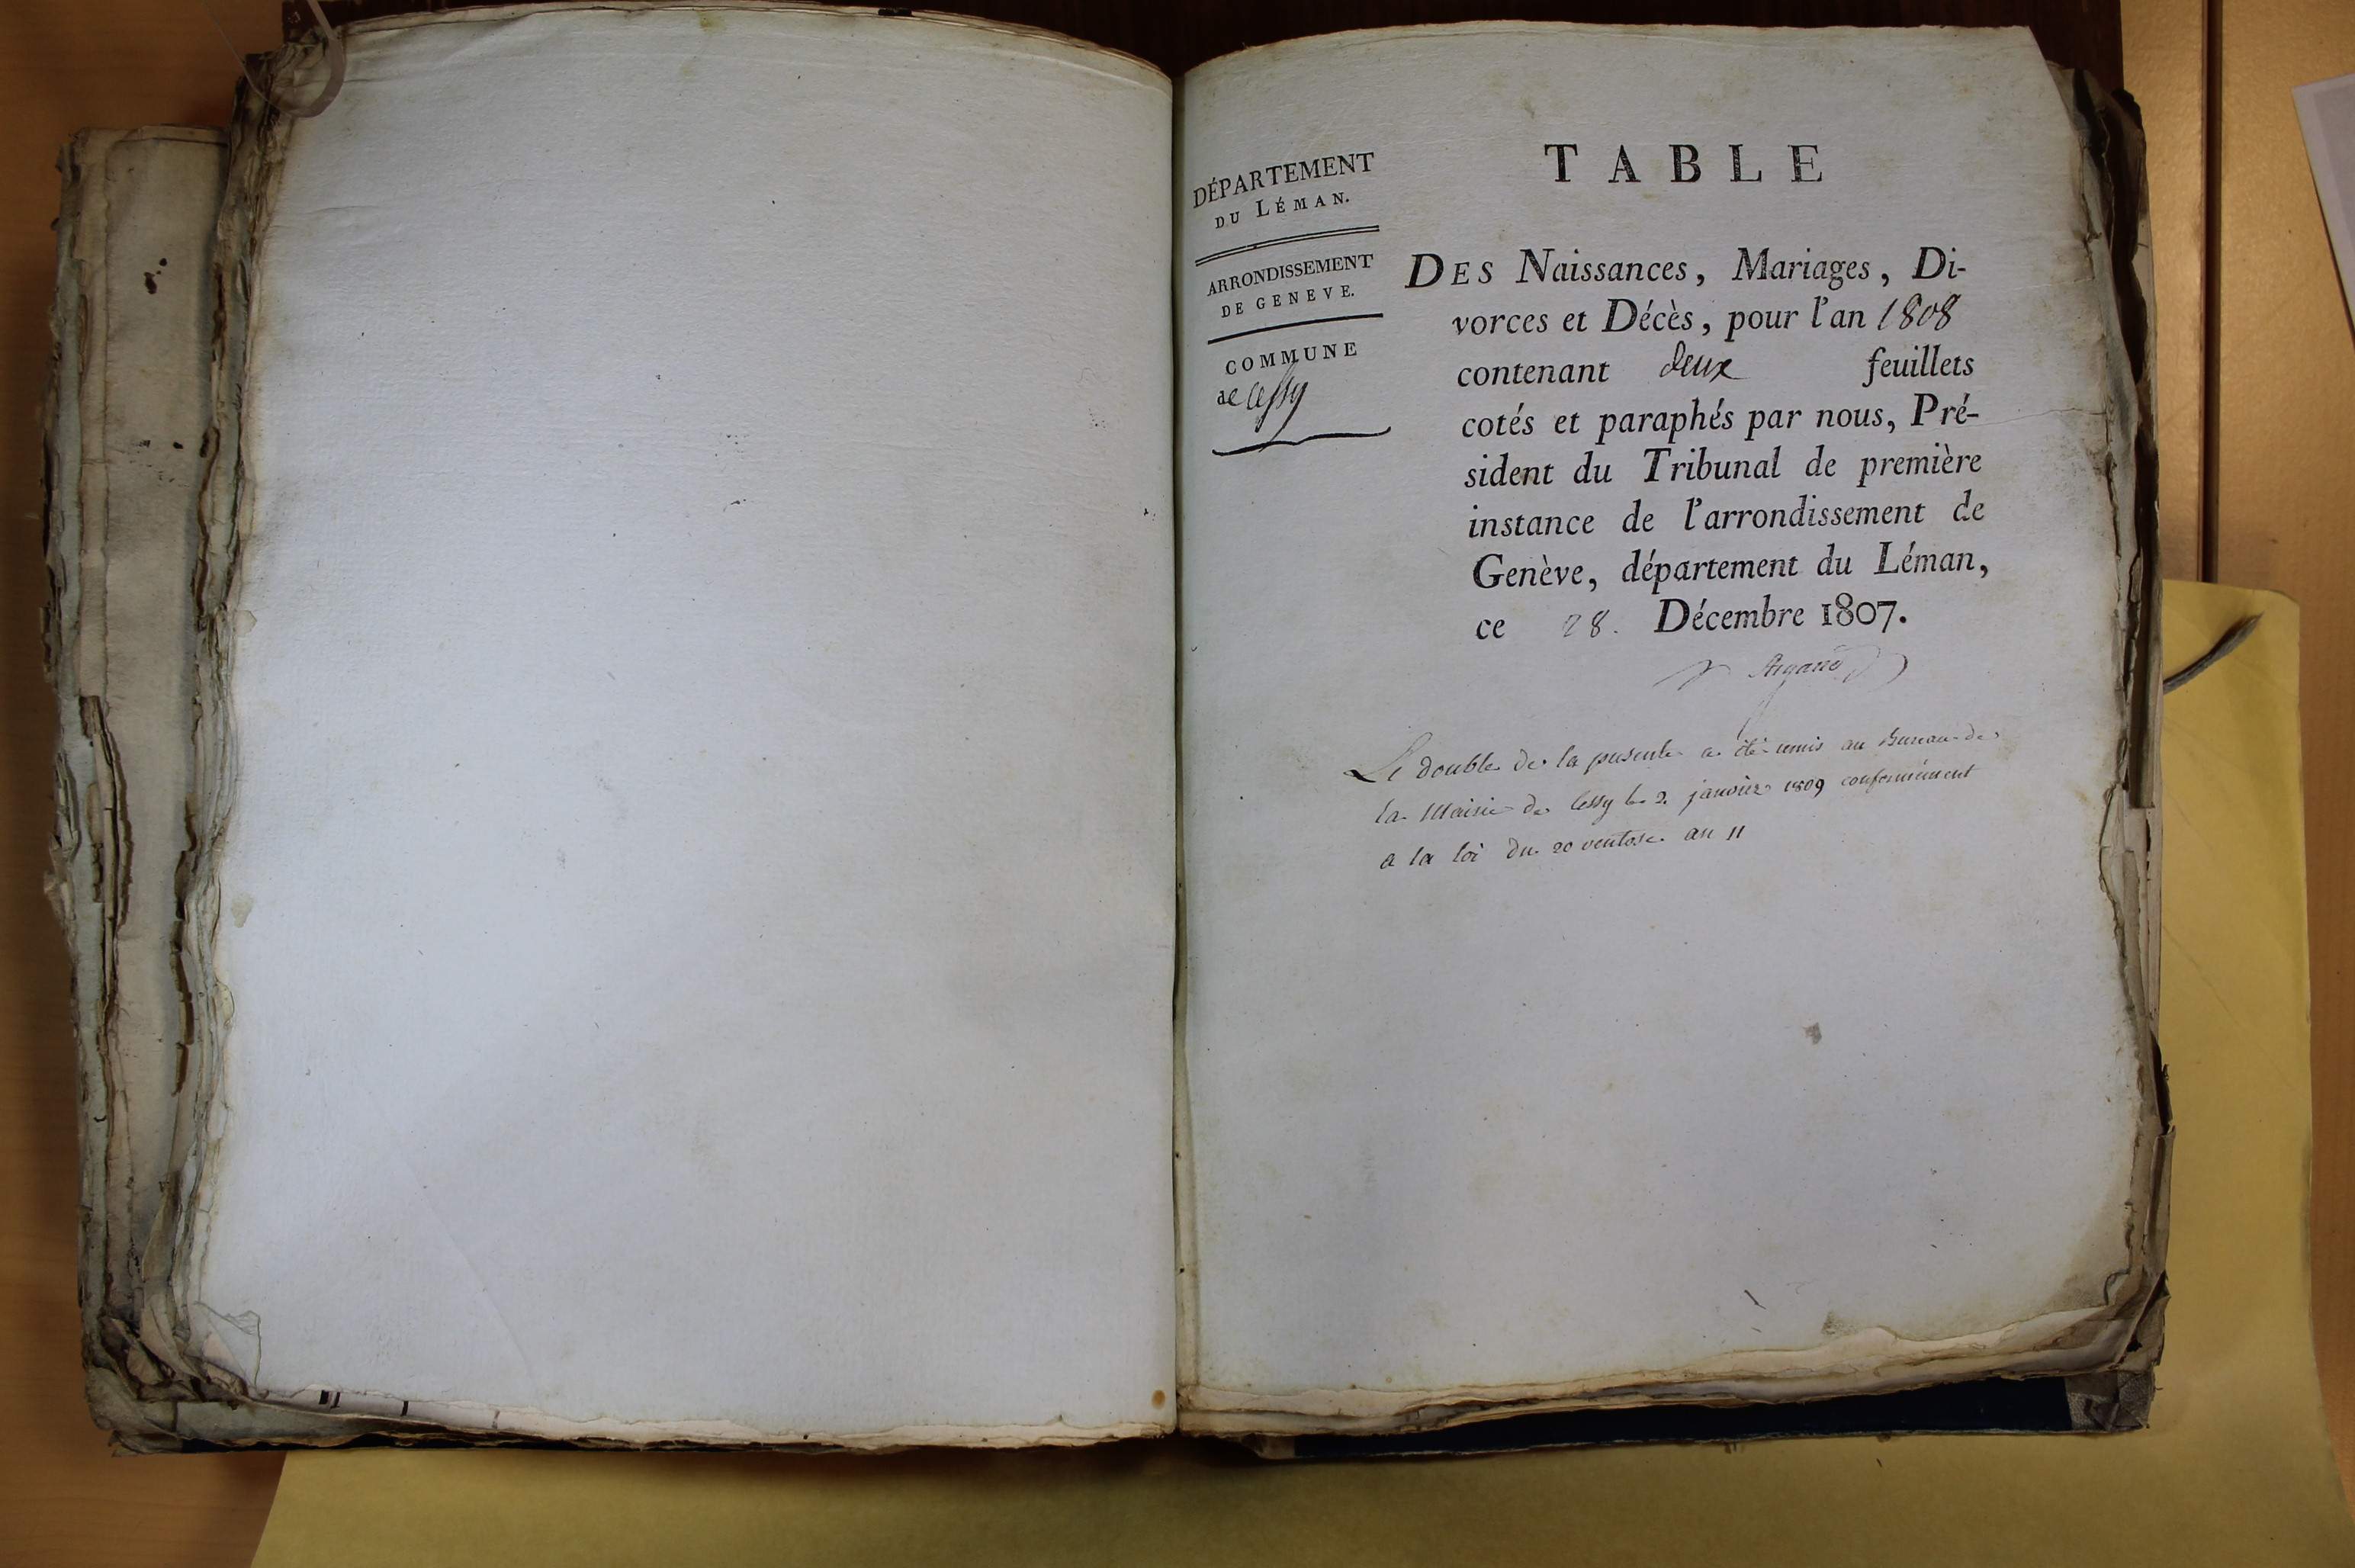 DÉPARTEMENT
DU LÉMAN.
ARRONDISSEMENT
DE GENEVE.
COMMUNE
de Cessy
TABLE
DES Naissances, Mariages, Di-
vorces et Décès, pour l'an 1808
contenant deux feuillets
cotés et paraphés par nous, Pré-
sident du Tribunal de première
instance de l'arrondissement de
Genève, département du Léman,
ce 28. Décembre 1807.
Argand
Le double de la presente a été remis au Bureau de
la Mairie de Cessy le 2 janvier 1809 conformément
a la loi du 20 ventose an 11